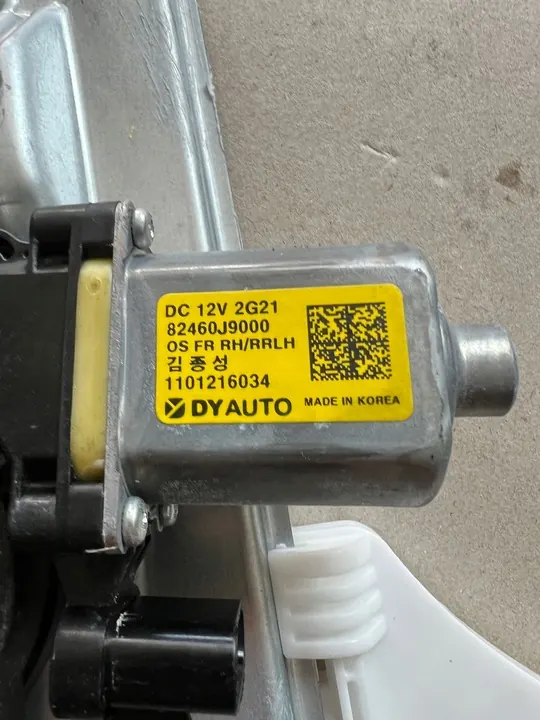 DC 12V 2G21
82460J9000
OS FR RH/RRLH
김종성
1101216034
DYAUTO
MADE IN KOREA